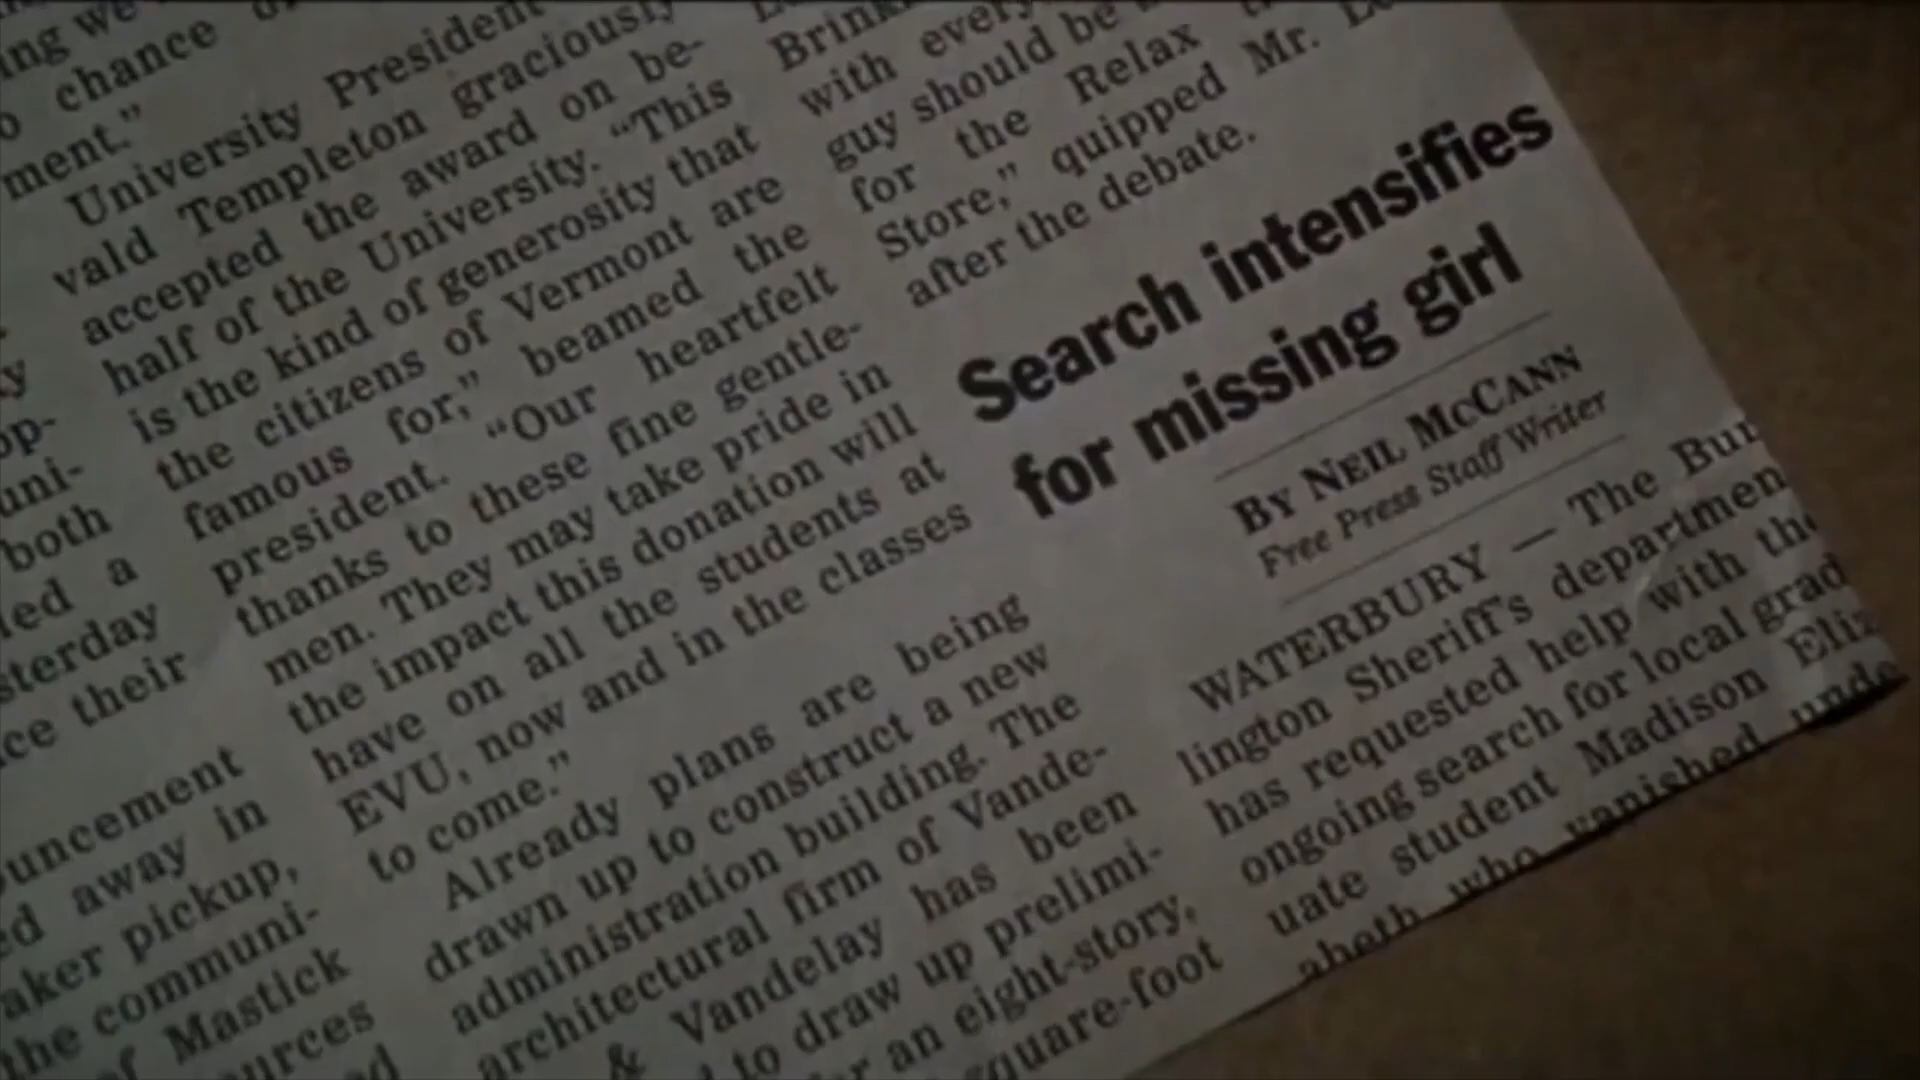 ing we
chance
ment."
ky
op-
uni-
both
led a
sterday
ce their
uncement
ed away in
aker pickup,
the communi-
of Mastick
urces
University President
vald Templeton graciously
accepted the award on be-
half of the University. "This
is the kind of generosity that
the citizens of Vermont are
famous for," beamed the
president. "Our heartfelt
thanks to these fine gentle-
men. They may take pride in
the impact this donation will
have on all the students at
EVU, now and in the classes
to come."
Already plans are being
drawn up to construct a new
administration building. The
architectural firm of Vande-
& Vandelay has been
to draw up prelimi-
an eight-story,
square-foot
Brink
with every
guy should be
for the Relax
Store," quipped Mr.
after the debate.
Search intensifies
for missing girl
BY NEIL MCCANN
Free Press Staff Writer
WATERBURY — The Bur
lington Sheriff's departmen
has requested help with the
ongoing search for local grad
uate student Madison Eliz
abeth who vanished unde